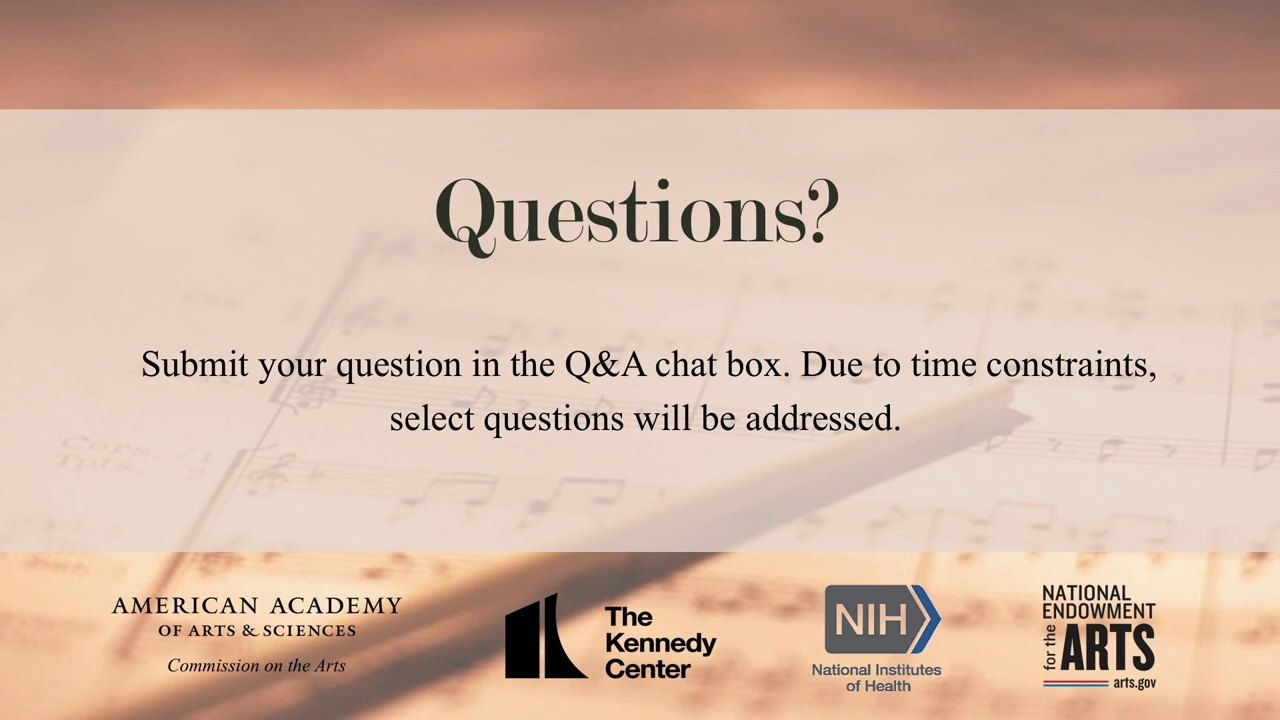 Questions?
Submit your question in the Q&A chat box. Due to time constraints,
select questions will be addressed.
AMERICAN ACADEMY
OF ARTS & SCIENCES
Commission on the Arts
The
Kennedy
Center
NIH
National Institutes
of Health
NATIONAL
ENDOWMENT
for the
ARTS
arts.gov